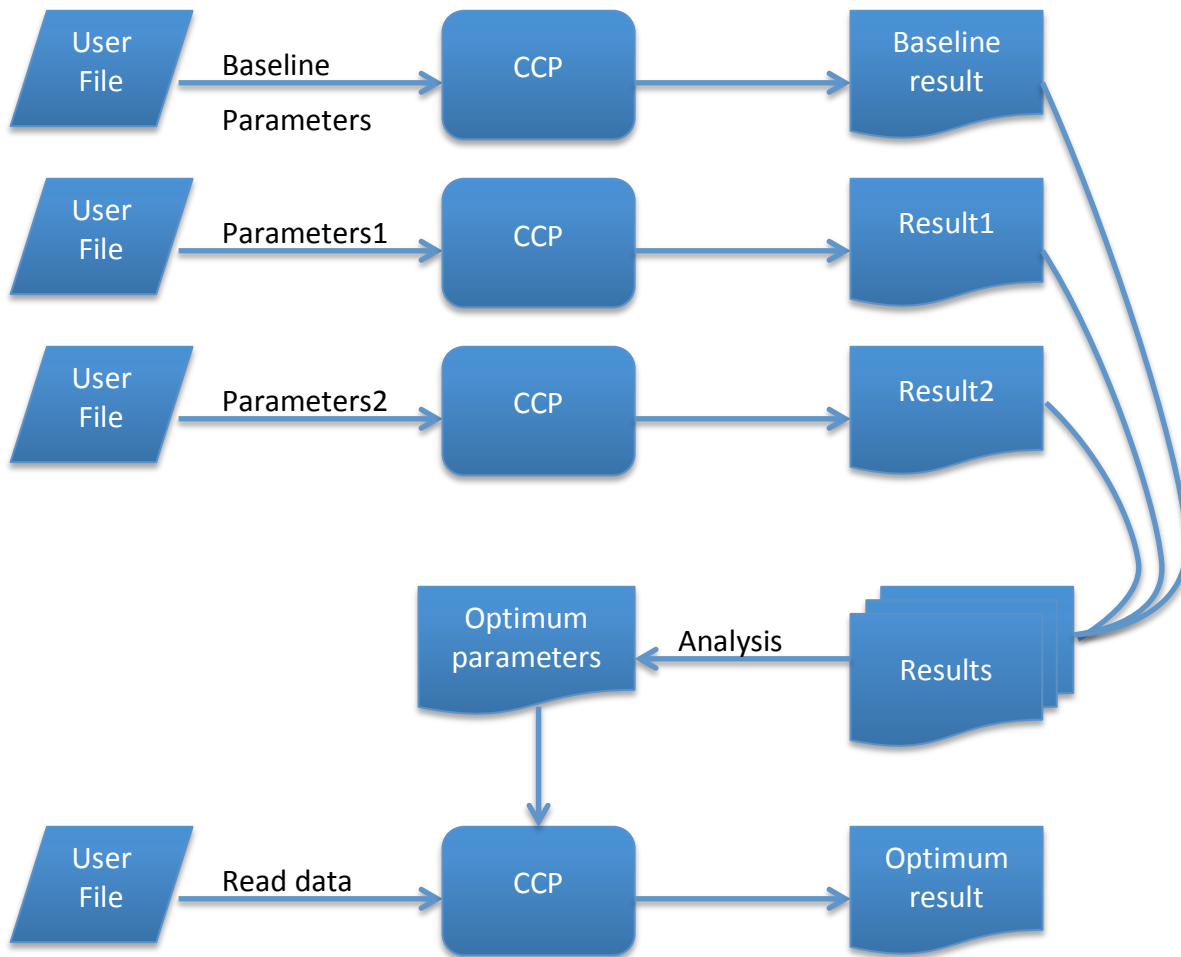 User
File
Baseline
Parameters
CCP
Baseline
result
User
File
Parameters1
CCP
Result1
User
File
Parameters2
CCP
Result2
Optimum
parameters
Analysis
Results
User
File
Read data
CCP
Optimum
result